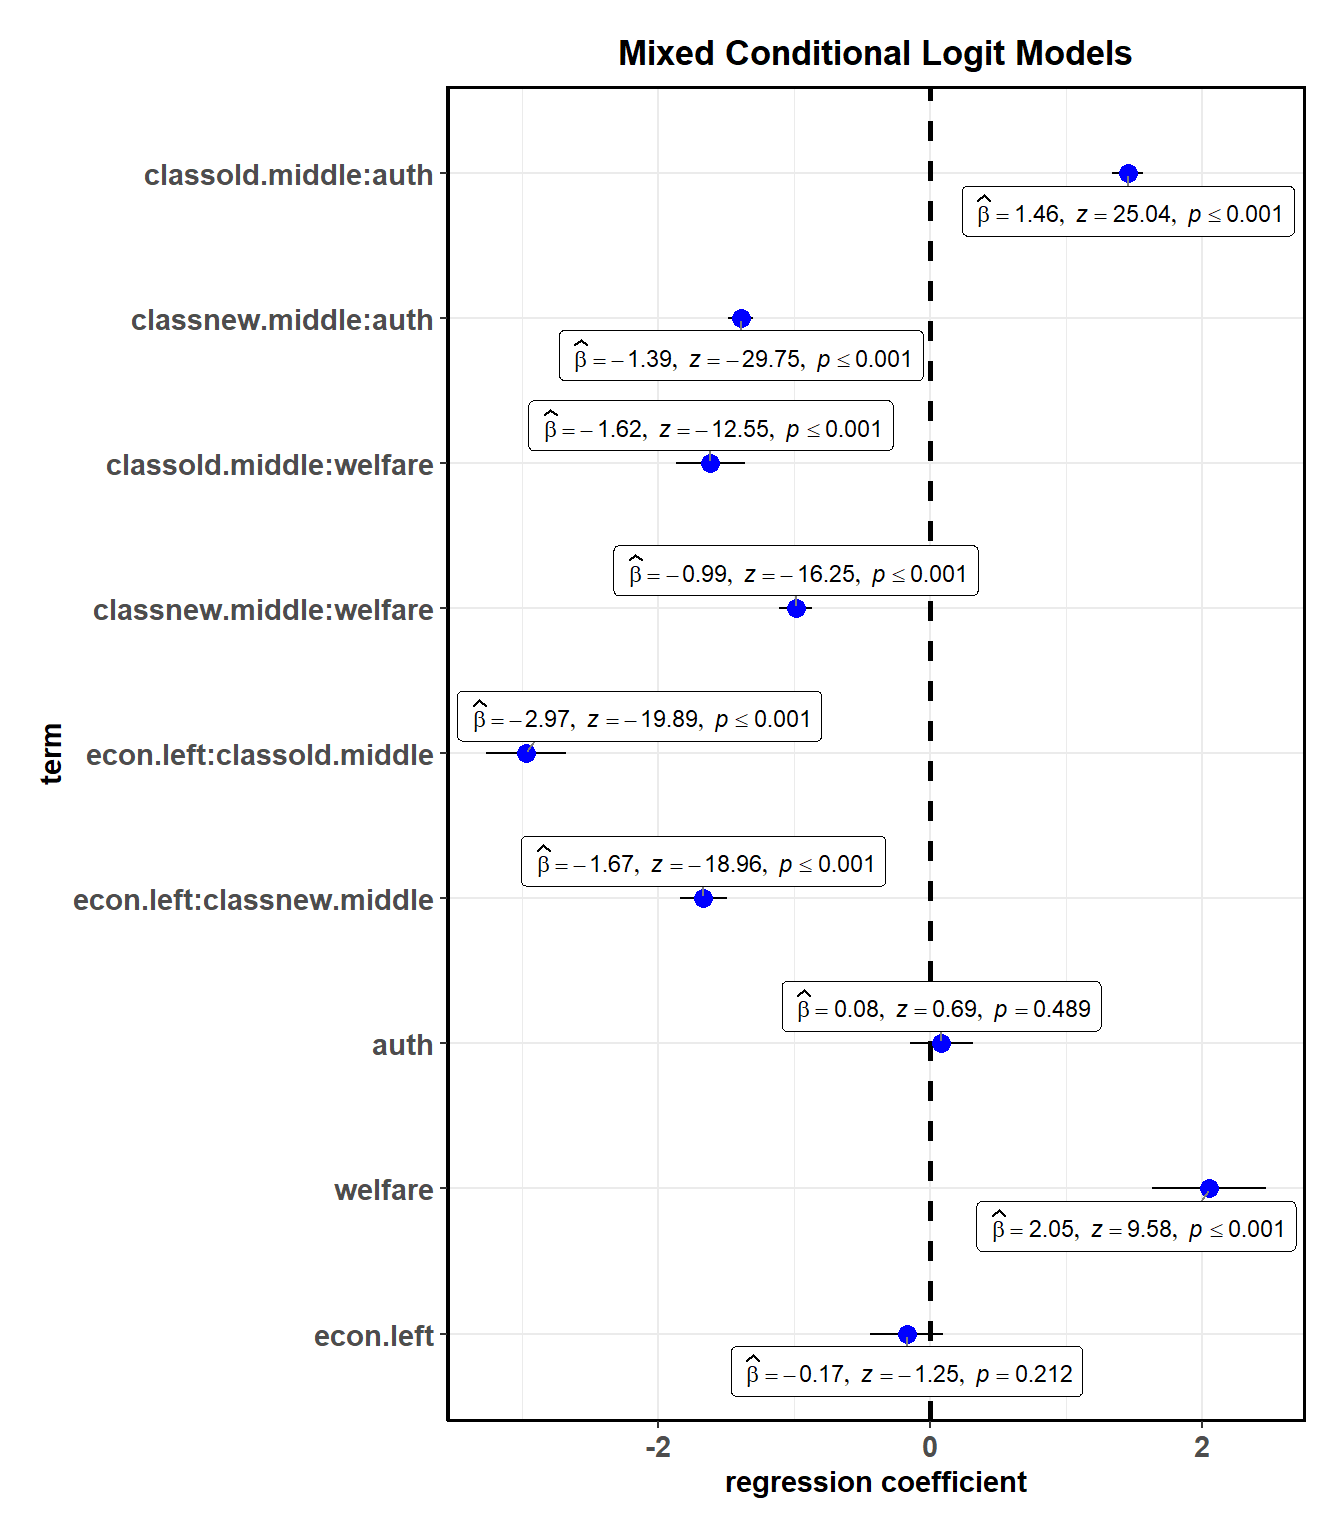 Mixed Conditional Logit Models
classold.middle:auth
β̂ = 1.46, z = 25.04, p ≤ 0.001
classnew.middle:auth
β̂ = −1.39, z = −29.75, p ≤ 0.001
β̂ = −1.62, z = −12.55, p ≤ 0.001
classold.middle:welfare
β̂ = −0.99, z = −16.25, p ≤ 0.001
classnew.middle:welfare
β̂ = −2.97, z = −19.89, p ≤ 0.001
term
econ.left:classold.middle
β̂ = −1.67, z = −18.96, p ≤ 0.001
econ.left:classnew.middle
β̂ = 0.08, z = 0.69, p = 0.489
auth
welfare
β̂ = 2.05, z = 9.58, p ≤ 0.001
econ.left
β̂ = −0.17, z = −1.25, p = 0.212
-2 0 2
regression coefficient